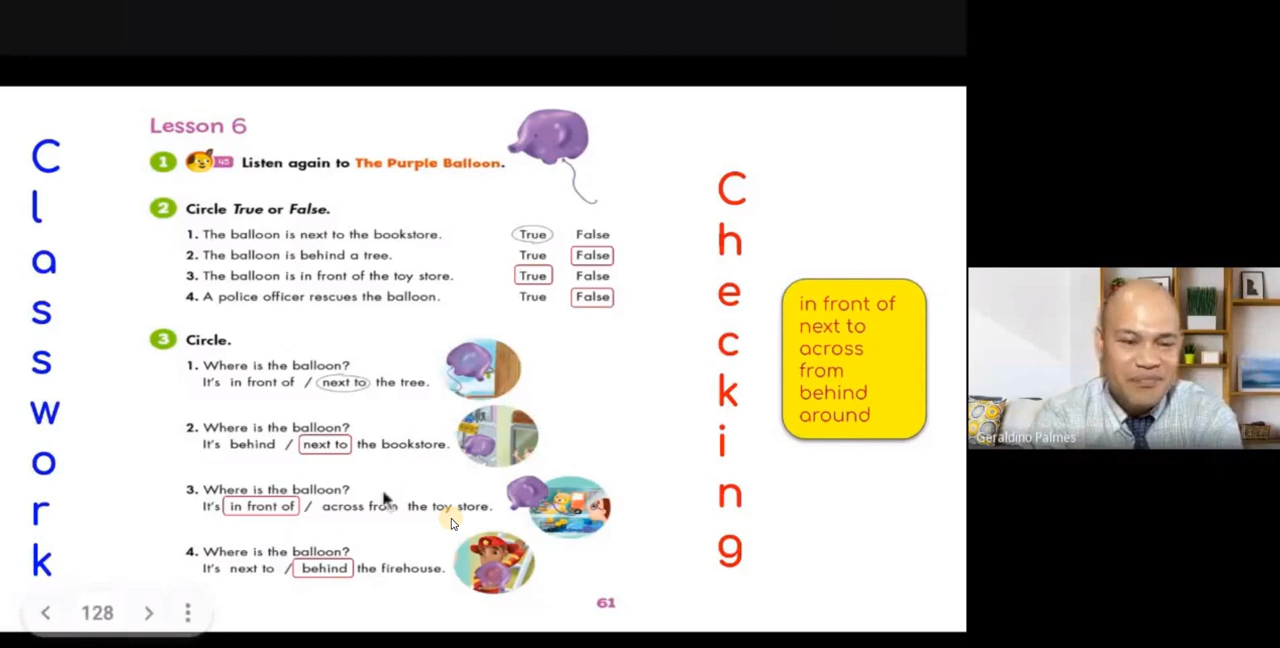 Classwork
Lesson 6
1 45 Listen again to The Purple Balloon.
2 Circle True or False.
1. The balloon is next to the bookstore. True False
2. The balloon is behind a tree. True False
3. The balloon is in front of the toy store. True False
4. A police officer rescues the balloon. True False
3 Circle.
1. Where is the balloon?
It's in front of / next to the tree.
2. Where is the balloon?
It's behind / next to the bookstore.
3. Where is the balloon?
It's in front of / across from the toy store.
4. Where is the balloon?
It's next to / behind the firehouse.
61
Checking
in front of
next to
across
from
behind
around
Geraldino Palmes
128